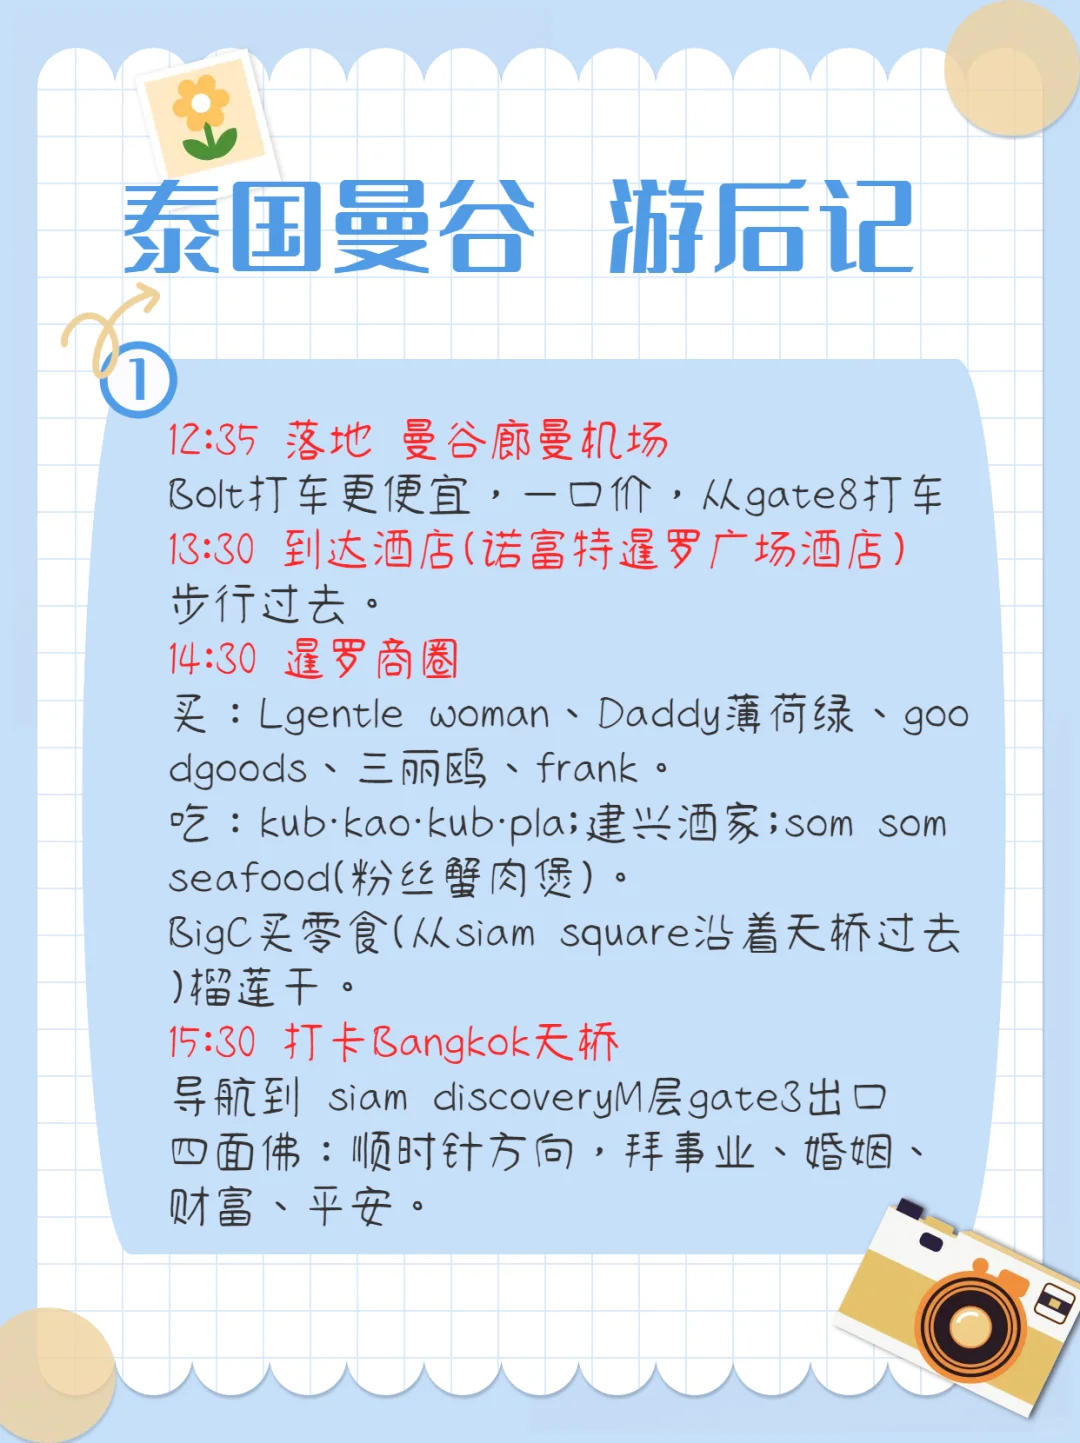 泰国曼谷 游后记
1
12:35 落地 曼谷廊曼机场
Bolt打车更便宜，一口价，从gate8打车
13:30 到达酒店(诺富特暹罗广场酒店)
步行过去。
14:30 暹罗商圈
买：Lgentle woman、Daddy薄荷绿、goo
dgoods、三丽鸥、frank。
吃：kub·kao·kub·pla;建兴酒家;som som
seafood(粉丝蟹肉煲)。
BigC买零食(从siam square沿着天桥过去
)榴莲干。
15:30 打卡Bangkok天桥
导航到 siam discoveryM层gate3出口
四面佛：顺时针方向，拜事业、婚姻、
财富、平安。